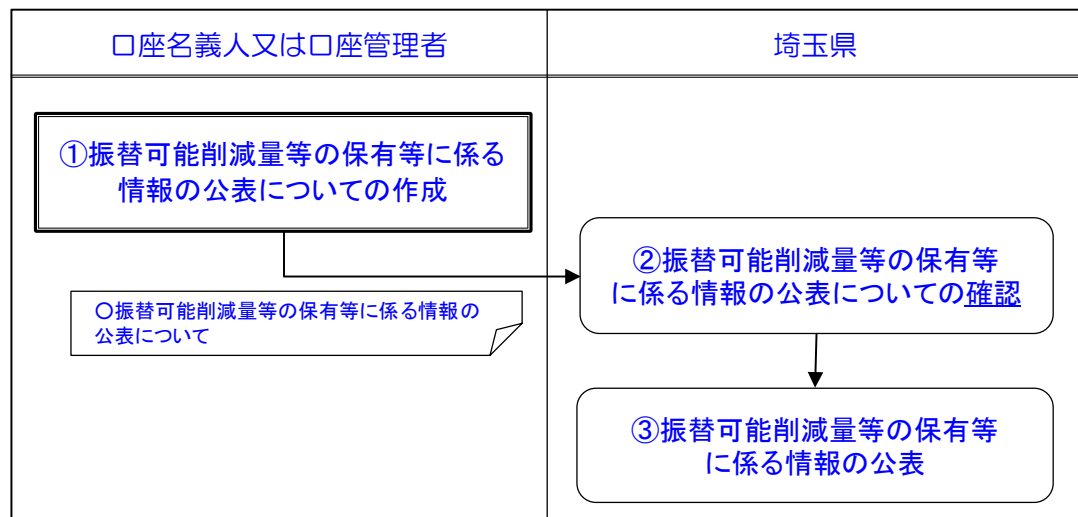 口座名義人又は口座管理者
埼玉県
①振替可能削減量等の保有等に係る
情報の公表についての作成
〇振替可能削減量等の保有等に係る情報の
公表について
②振替可能削減量等の保有等
に係る情報の公表についての確認
③振替可能削減量等の保有等
に係る情報の公表